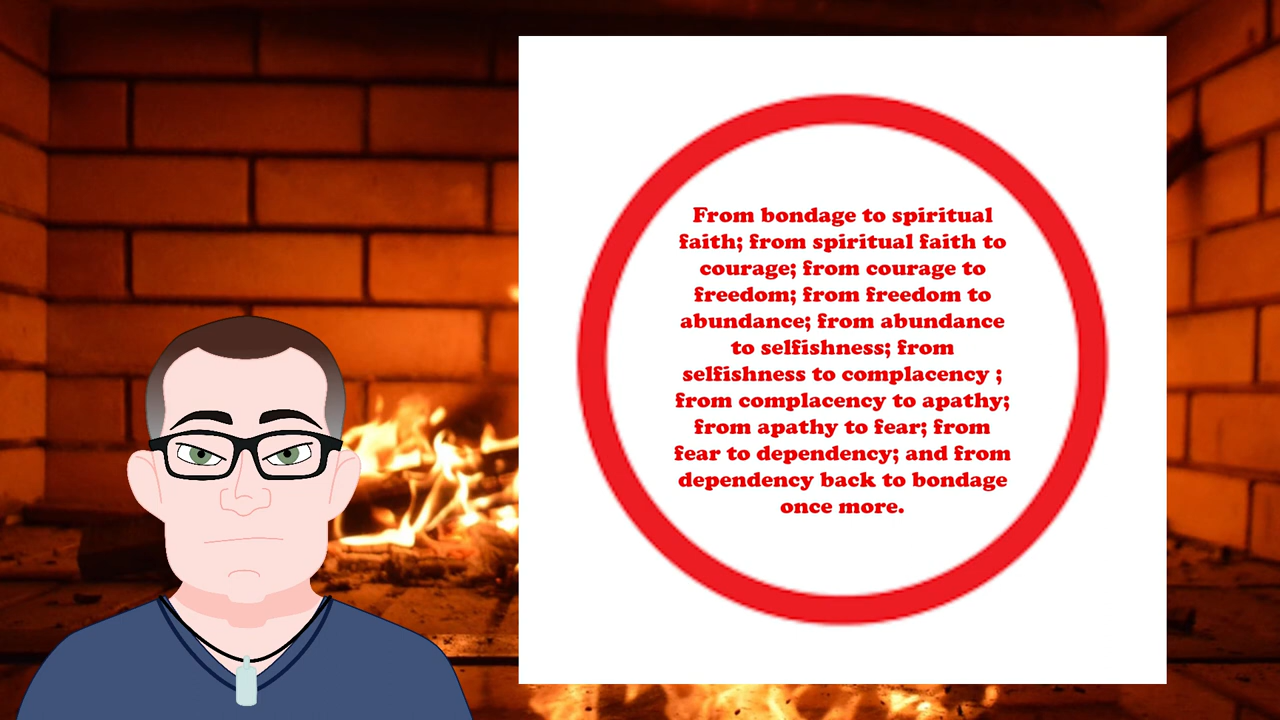 From bondage to spiritual
faith; from spiritual faith to
courage; from courage to
freedom; from freedom to
abundance; from abundance
to selfishness; from
selfishness to complacency ;
from complacency to apathy;
from apathy to fear; from
fear to dependency; and from
dependency back to bondage
once more.